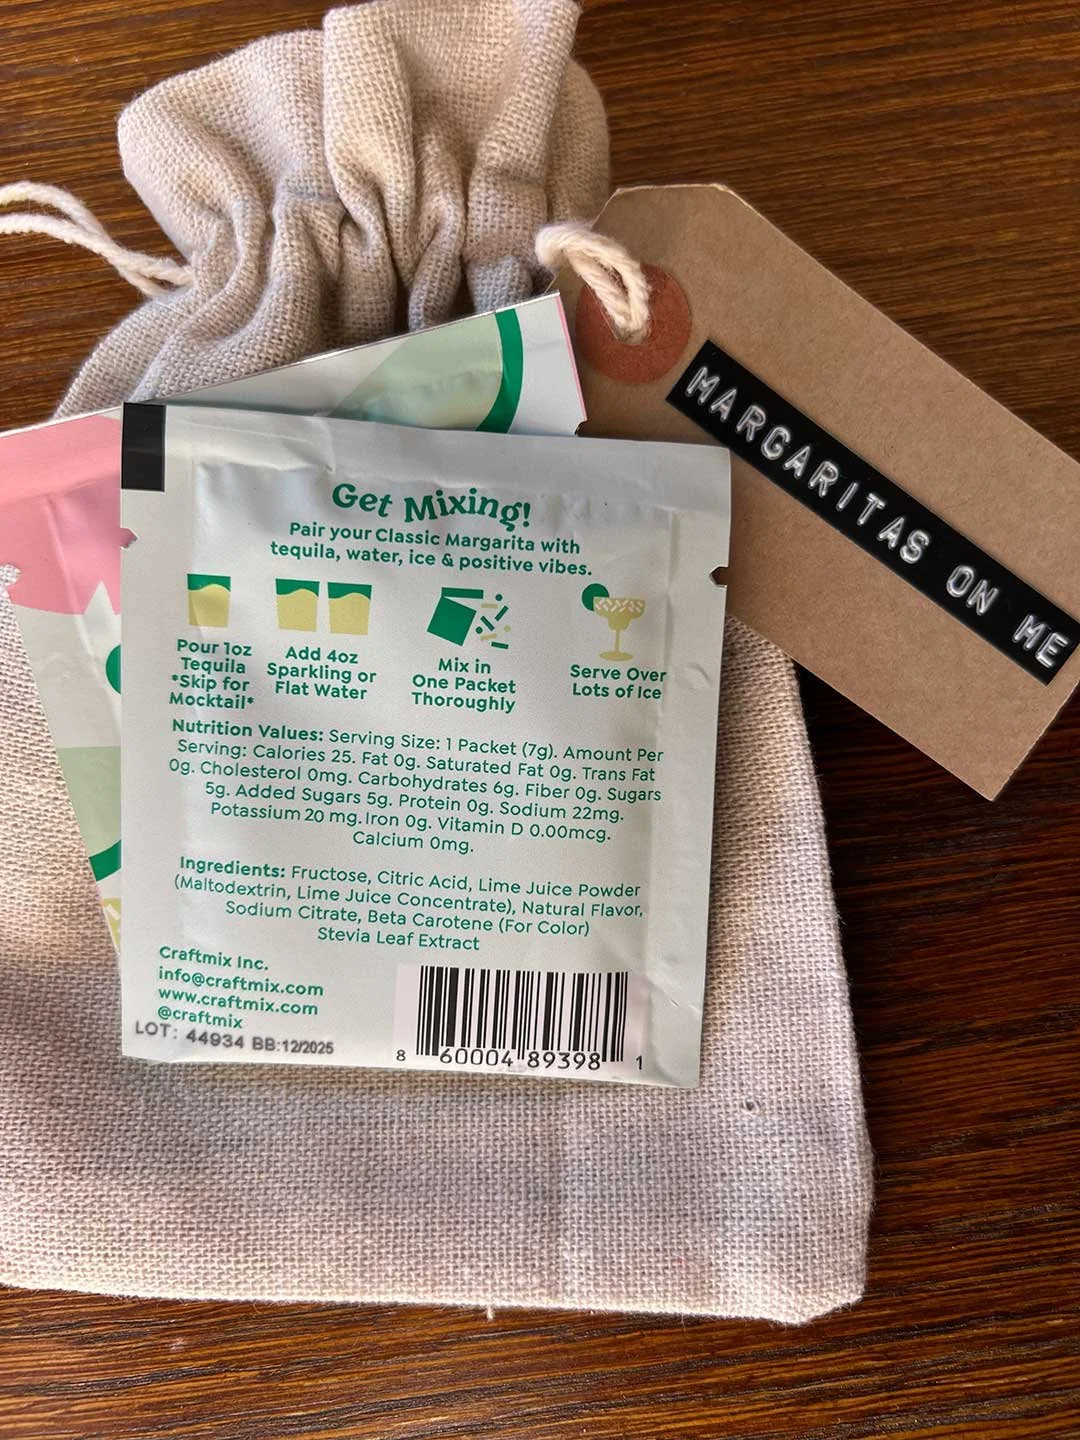 MARGARITAS ON ME
Get Mixing!
Pair your Classic Margarita with
tequila, water, ice & positive vibes.
Pour 1oz
Tequila
*Skip for
Mocktail*
Add 4oz
Sparkling or
Flat Water
Mix in
One Packet
Thoroughly
Serve Over
Lots of Ice
Nutrition Values: Serving Size: 1 Packet (7g). Amount Per
Serving: Calories 25. Fat 0g. Saturated Fat 0g. Trans Fat
0g. Cholesterol 0mg. Carbohydrates 6g. Fiber 0g. Sugars
5g. Added Sugars 5g. Protein 0g. Sodium 22mg.
Potassium 20 mg. Iron 0g. Vitamin D 0.00mcg.
Calcium 0mg.
Ingredients: Fructose, Citric Acid, Lime Juice Powder
(Maltodextrin, Lime Juice Concentrate), Natural Flavor,
Sodium Citrate, Beta Carotene (For Color)
Stevia Leaf Extract
Craftmix Inc.
info@craftmix.com
www.craftmix.com
@craftmix
LOT: 44934 BB:12/2025
8 60004 89398 1